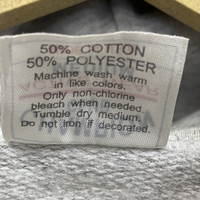 50% COTTON
50% POLYESTER
Machine wash warm
in like colors.
Only non-chlorine
bleach when needed
Tumble dry medium.
Do not iron if decorated.